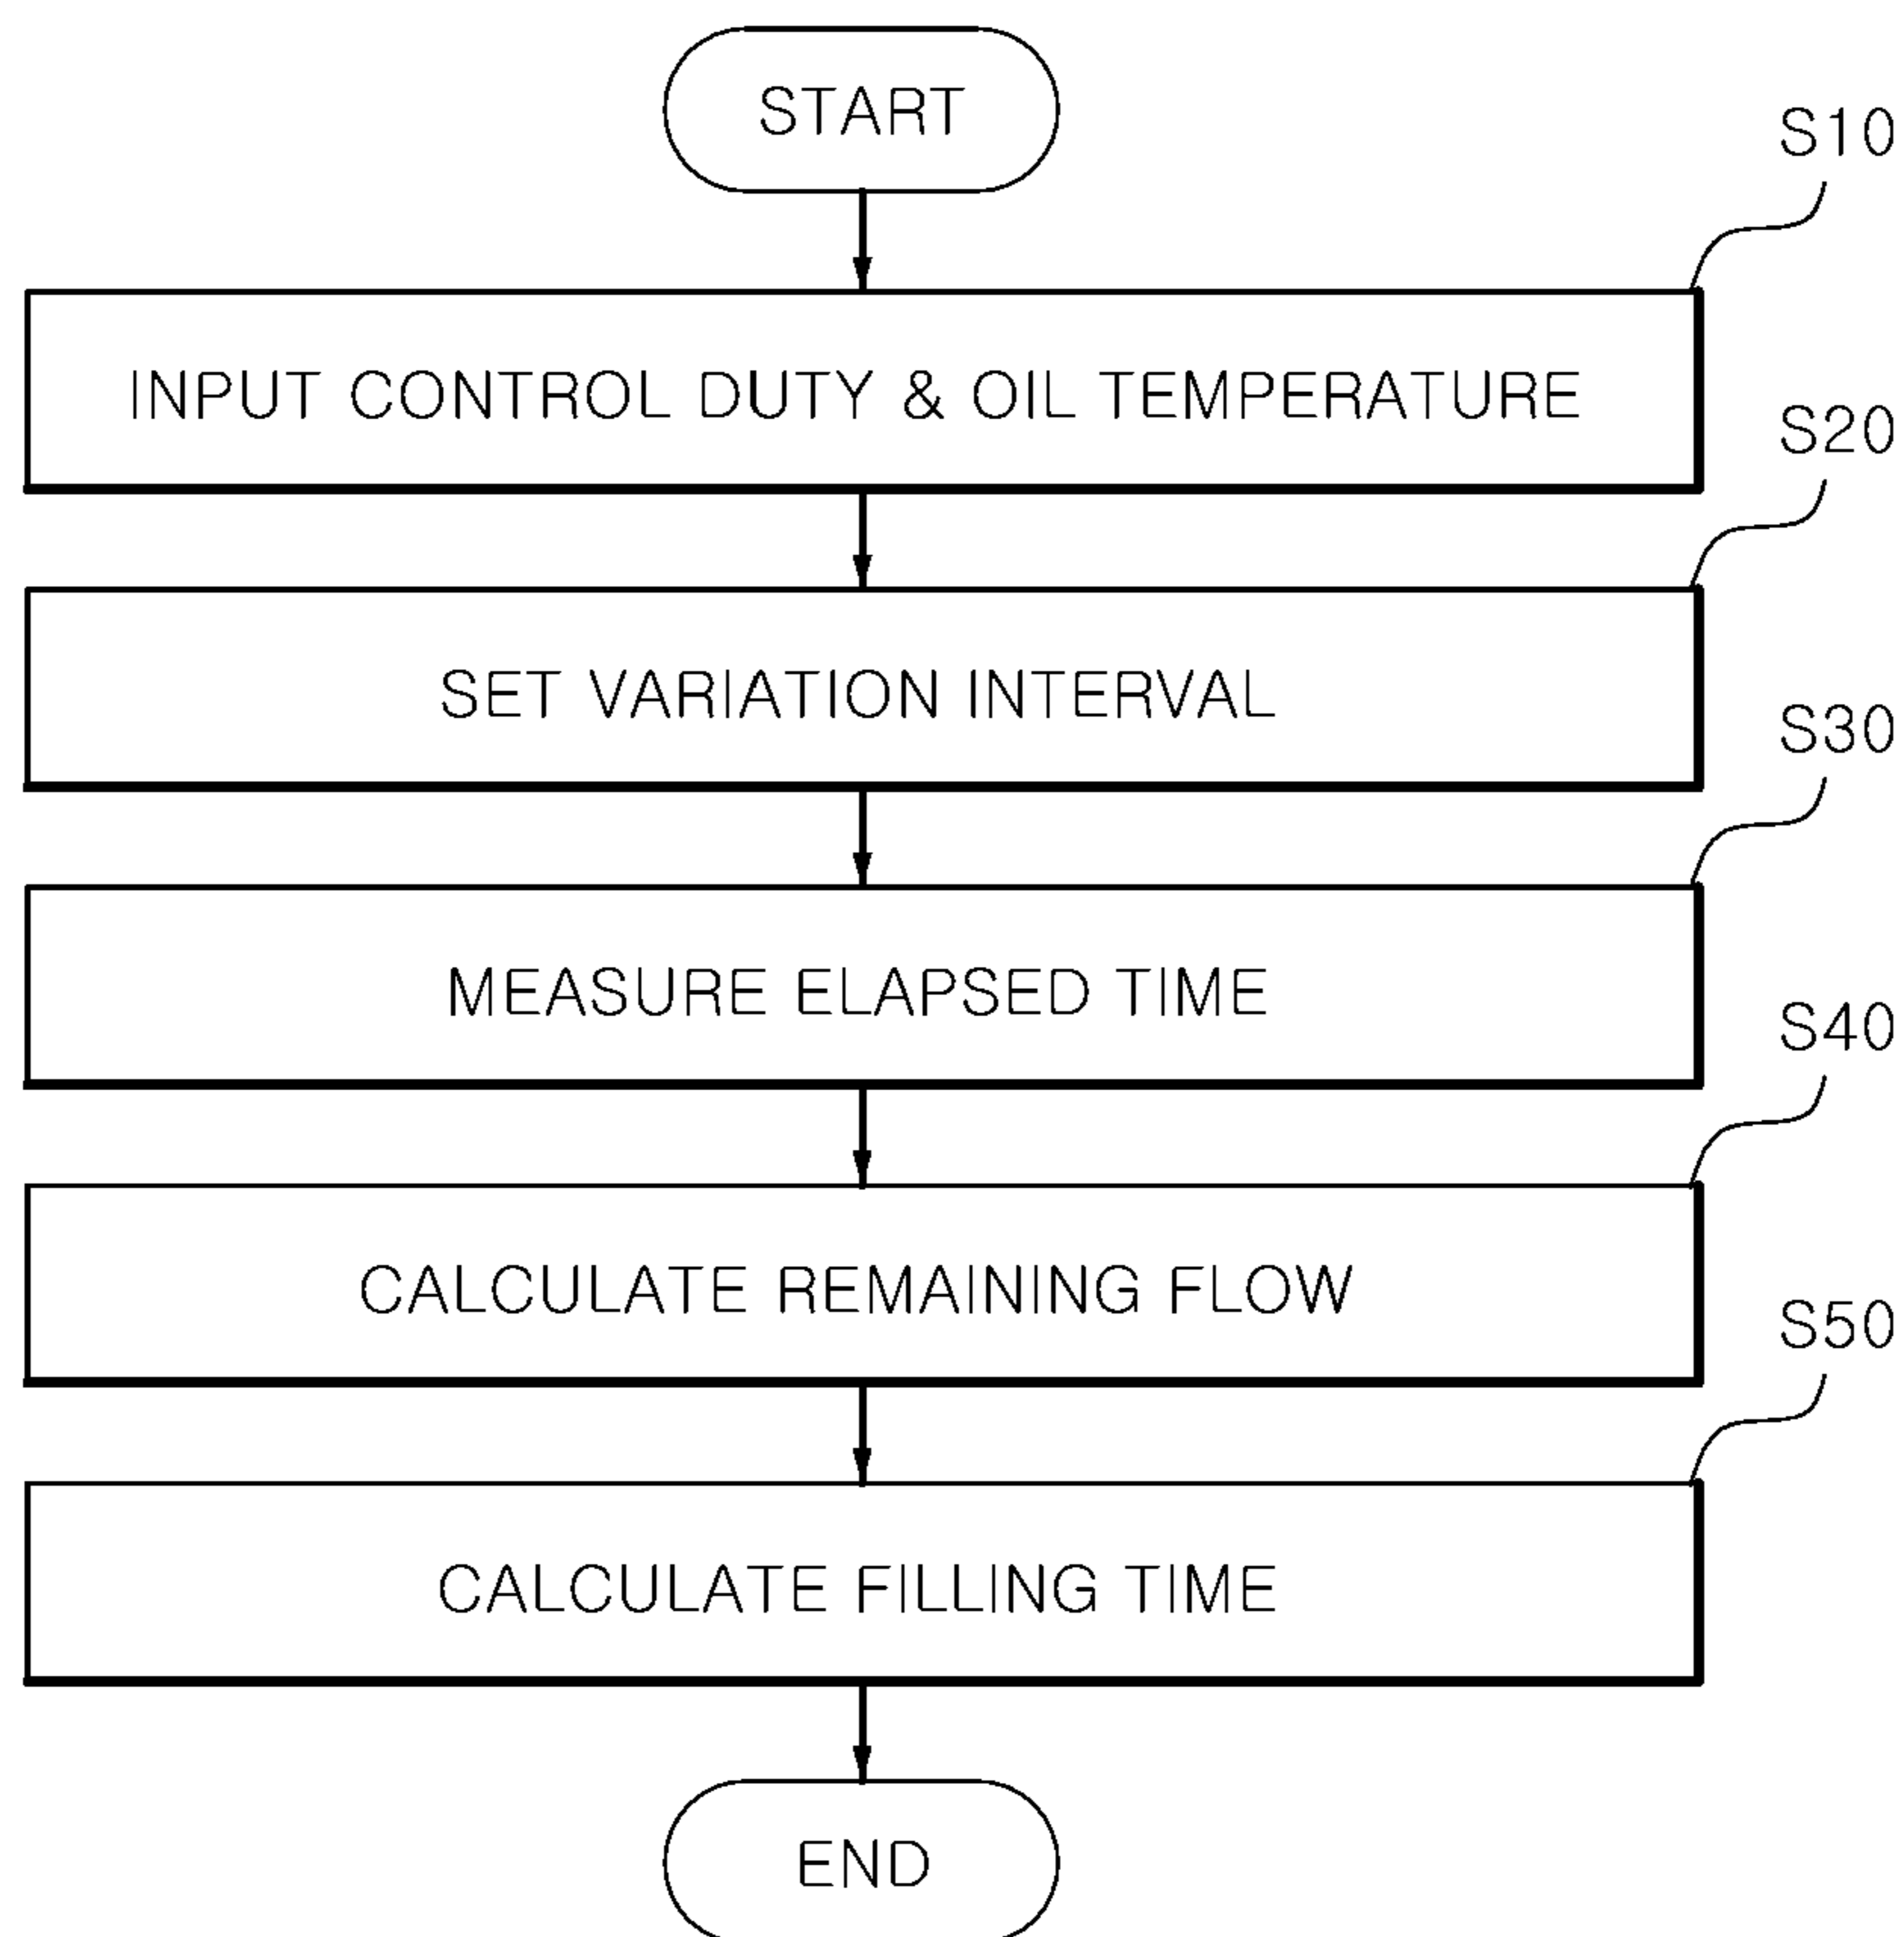 START
S10
INPUT CONTROL DUTY & OIL TEMPERATURE
S20
SET VARIATION INTERVAL
S30
MEASURE ELAPSED TIME
S40
CALCULATE REMAINING FLOW
S50
CALCULATE FILLING TIME
END